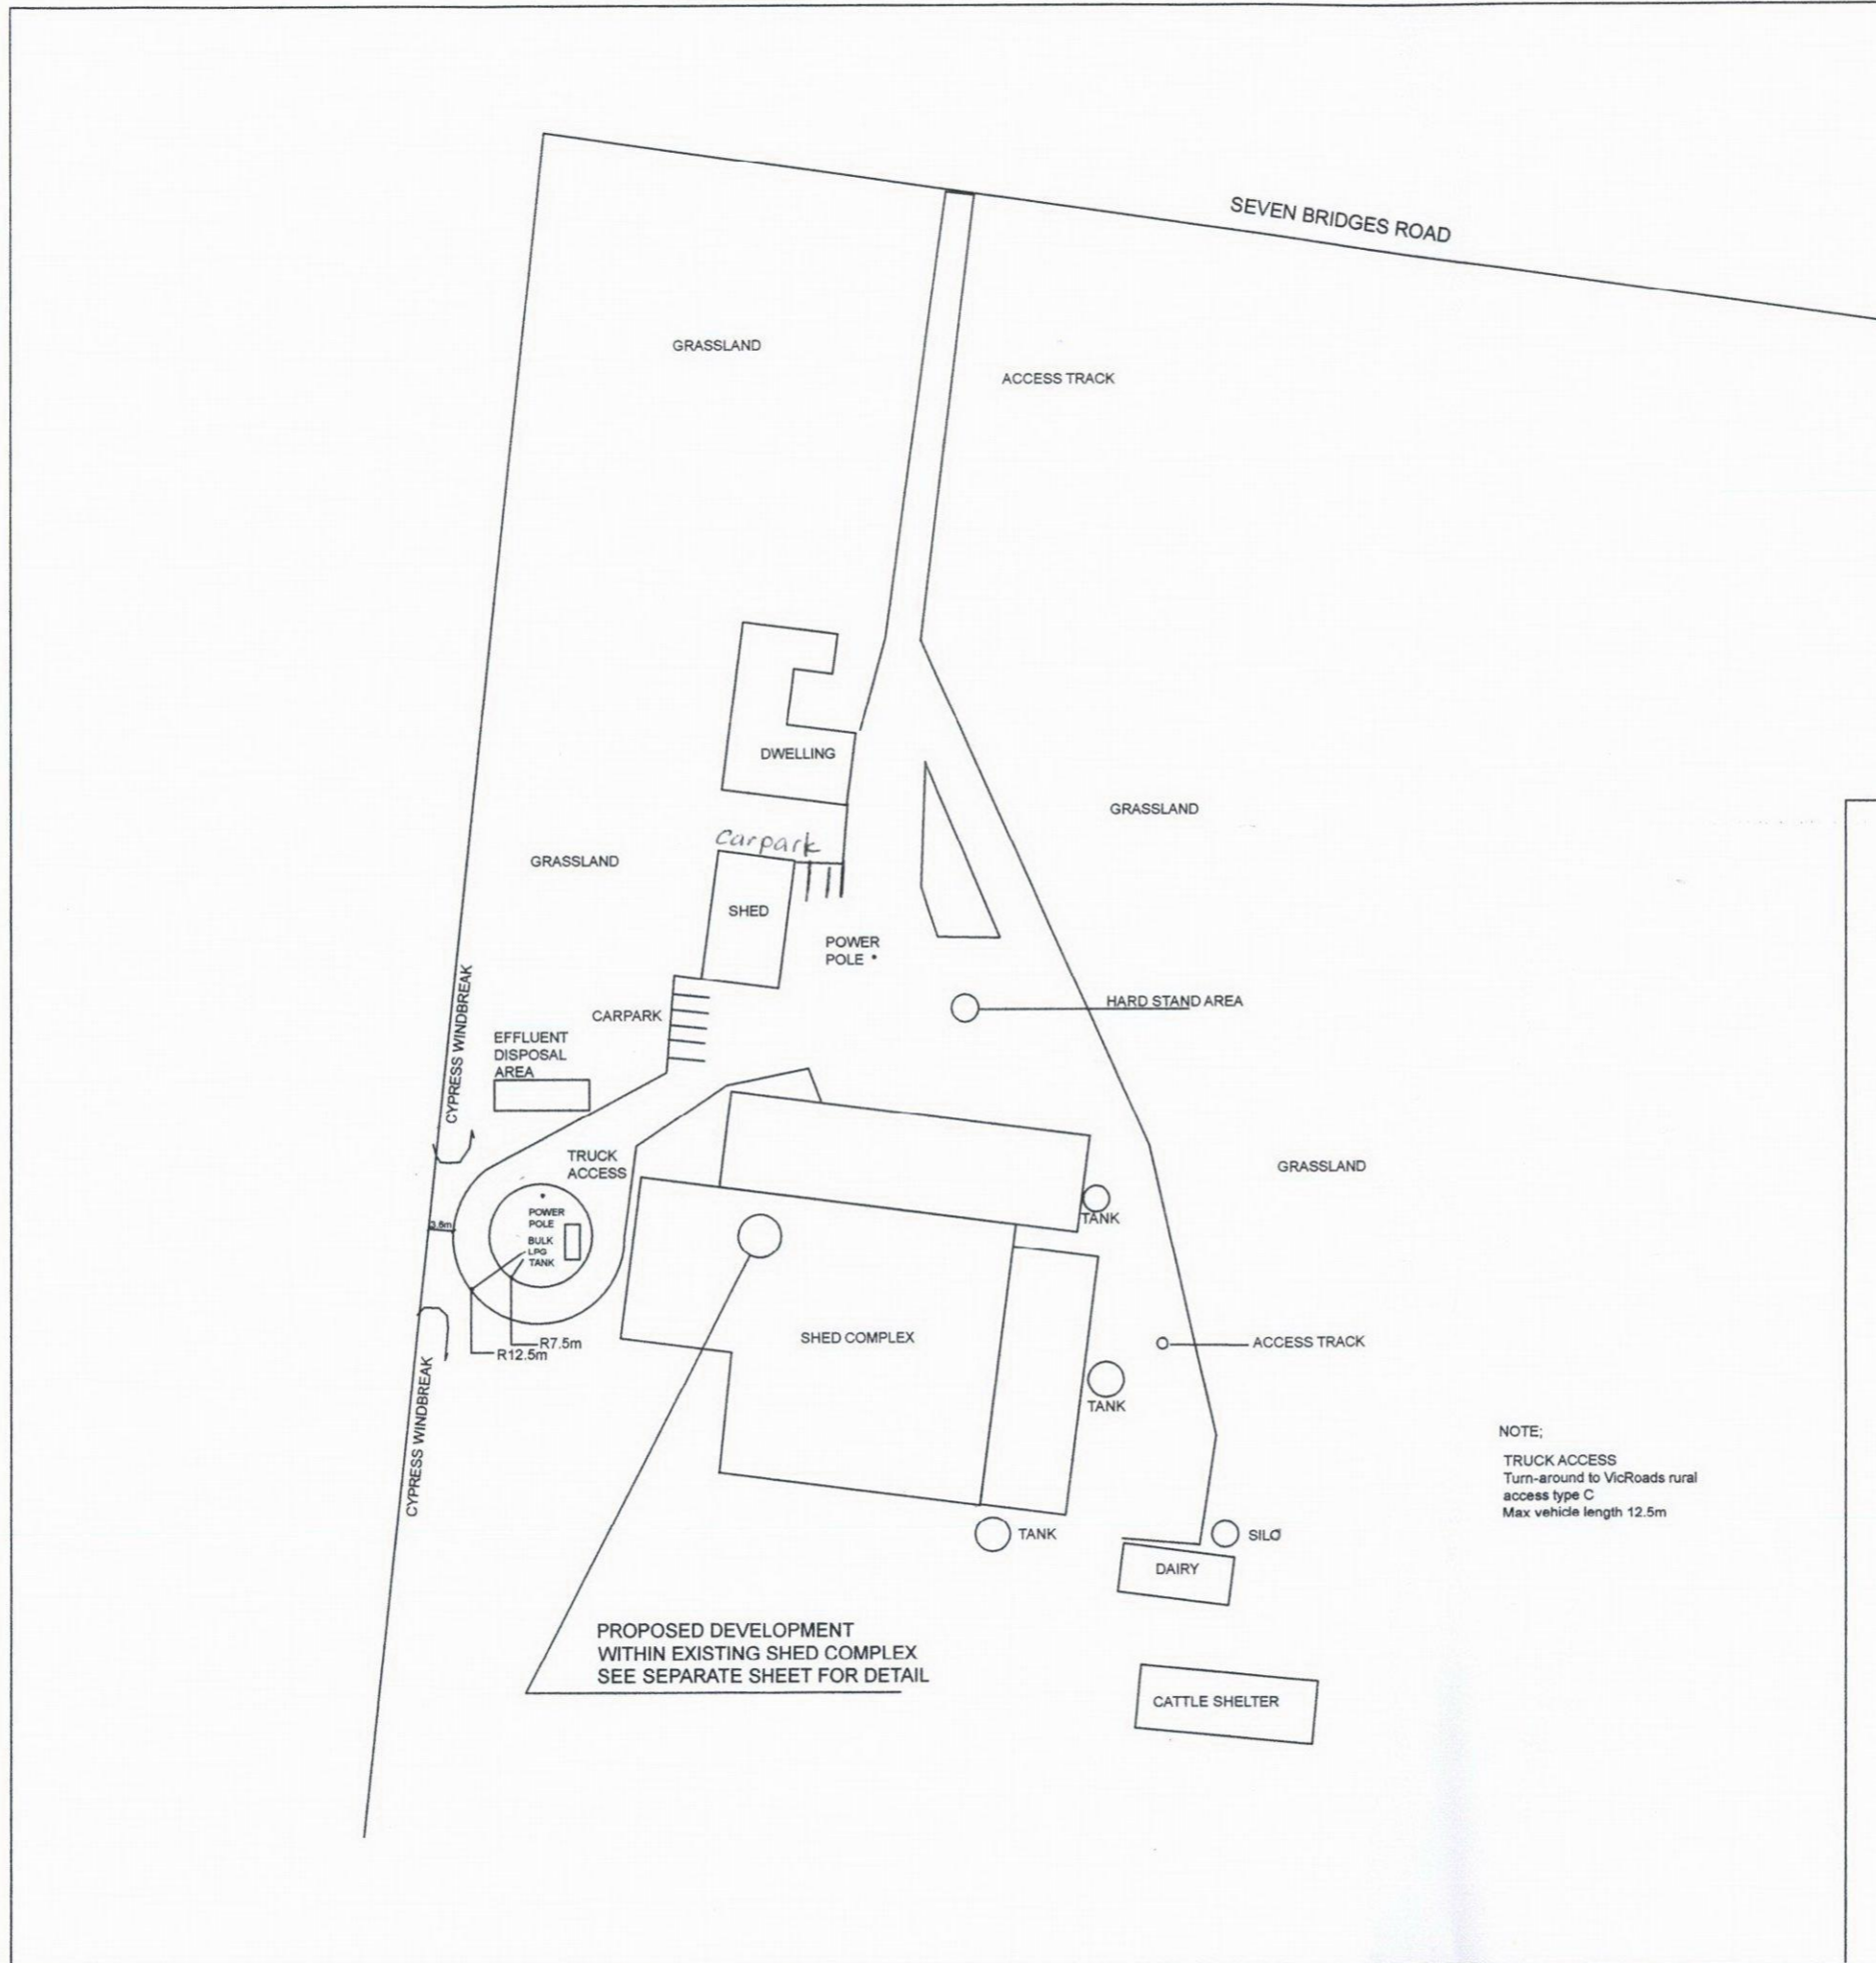 SEVEN BRIDGES ROAD
GRASSLAND
ACCESS TRACK
DWELLING
GRASSLAND
Carpark
GRASSLAND
SHED
POWER
POLE
CYPRESS WINDBREAK
HARD STAND AREA
CARPARK
EFFLUENT
DISPOSAL
AREA
TRUCK
ACCESS
GRASSLAND
POWER
POLE
BULK
LPG
TANK
TANK
R7.5m
R12.5m
SHED COMPLEX
ACCESS TRACK
TANK
CYPRESS WINDBREAK
NOTE;
TRUCK ACCESS
Turn-around to VicRoads rural
access type C
Max vehicle length 12.5m
TANK
SILO
DAIRY
PROPOSED DEVELOPMENT
WITHIN EXISTING SHED COMPLEX
SEE SEPARATE SHEET FOR DETAIL
CATTLE SHELTER